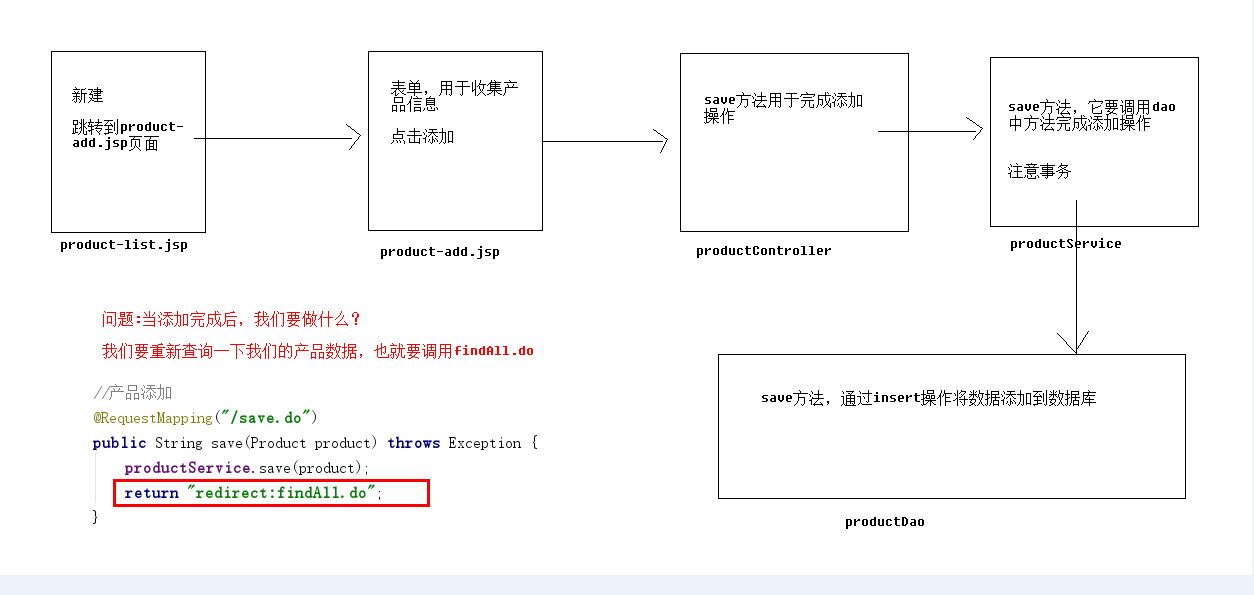 新建
跳转到product-
add.jsp页面
product-list.jsp
表单，用于收集产
品信息
点击添加
product-add.jsp
save方法用于完成添加
操作
productController
save方法，它要调用dao
中方法完成添加操作
注意事务
productService
问题:当添加完成后，我们要做什么?
我们要重新查询一下我们的产品数据，也就要调用findAll.do
//产品添加
@RequestMapping("/save.do")
public String save(Product product) throws Exception {
productService.save(product);
return "redirect:findAll.do";
}
save方法，通过insert操作将数据添加到数据库
productDao